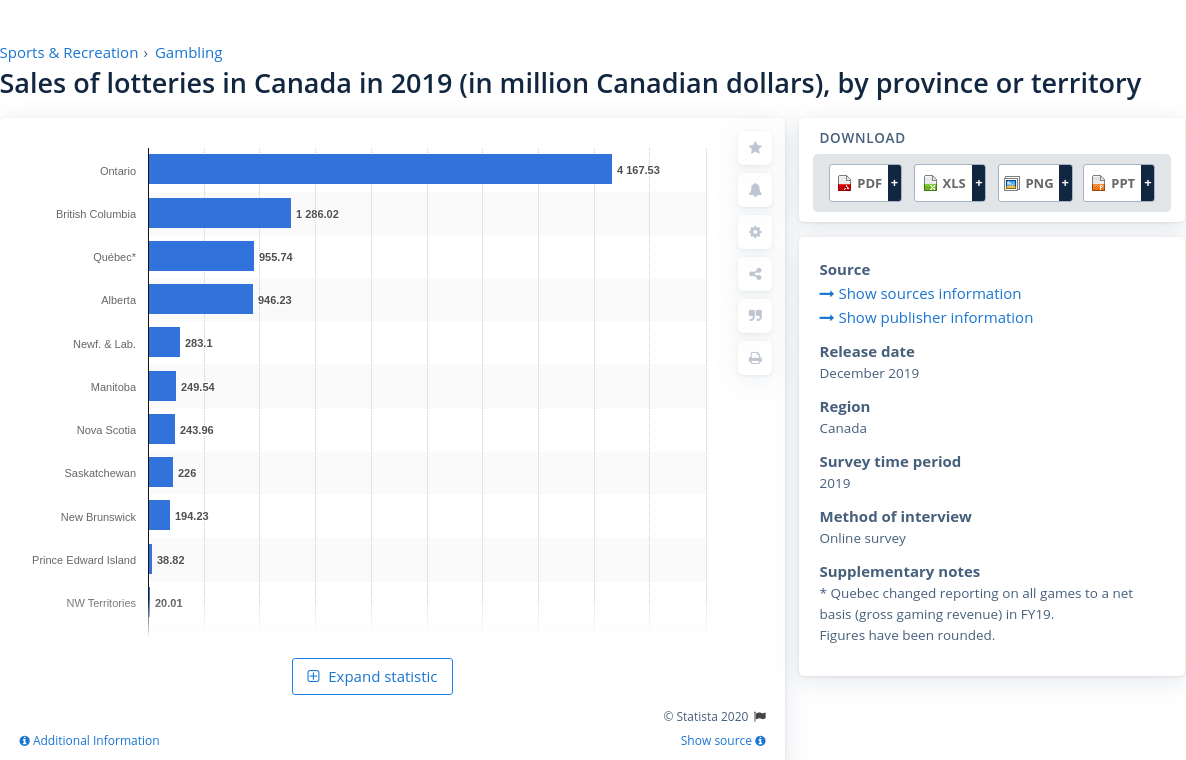 Sports & Recreation › Gambling
Sales of lotteries in Canada in 2019 (in million Canadian dollars), by province or territory
Ontario 4 167.53
British Columbia 1 286.02
Québec* 955.74
Alberta 946.23
Newf. & Lab. 283.1
Manitoba 249.54
Nova Scotia 243.96
Saskatchewan 226
New Brunswick 194.23
Prince Edward Island 38.82
NW Territories 20.01
Expand statistic
© Statista 2020
Additional Information
Show source
DOWNLOAD
PDF + XLS + PNG + PPT +
Source
Show sources information
Show publisher information
Release date
December 2019
Region
Canada
Survey time period
2019
Method of interview
Online survey
Supplementary notes
* Quebec changed reporting on all games to a net
basis (gross gaming revenue) in FY19.
Figures have been rounded.